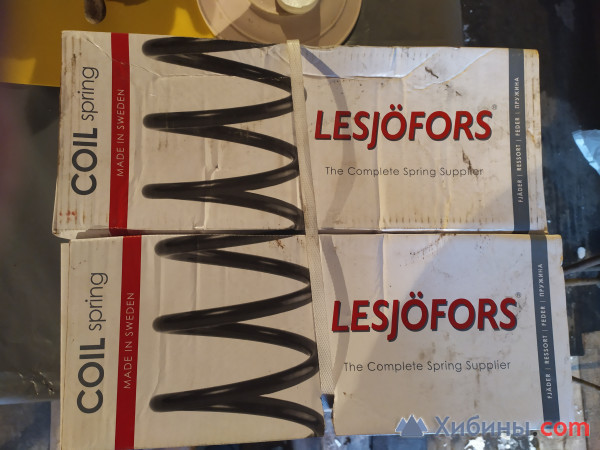 COIL spring
MADE IN SWEDEN
LESJÖFORS®
The Complete Spring Supplier
FJÄDER | RESSORT | FEDER | ПРУЖИНА
COIL spring
MADE IN SWEDEN
LESJÖFORS®
The Complete Spring Supplier
FJÄDER | RESSORT | FEDER | ПРУЖИНА
Хибины.com